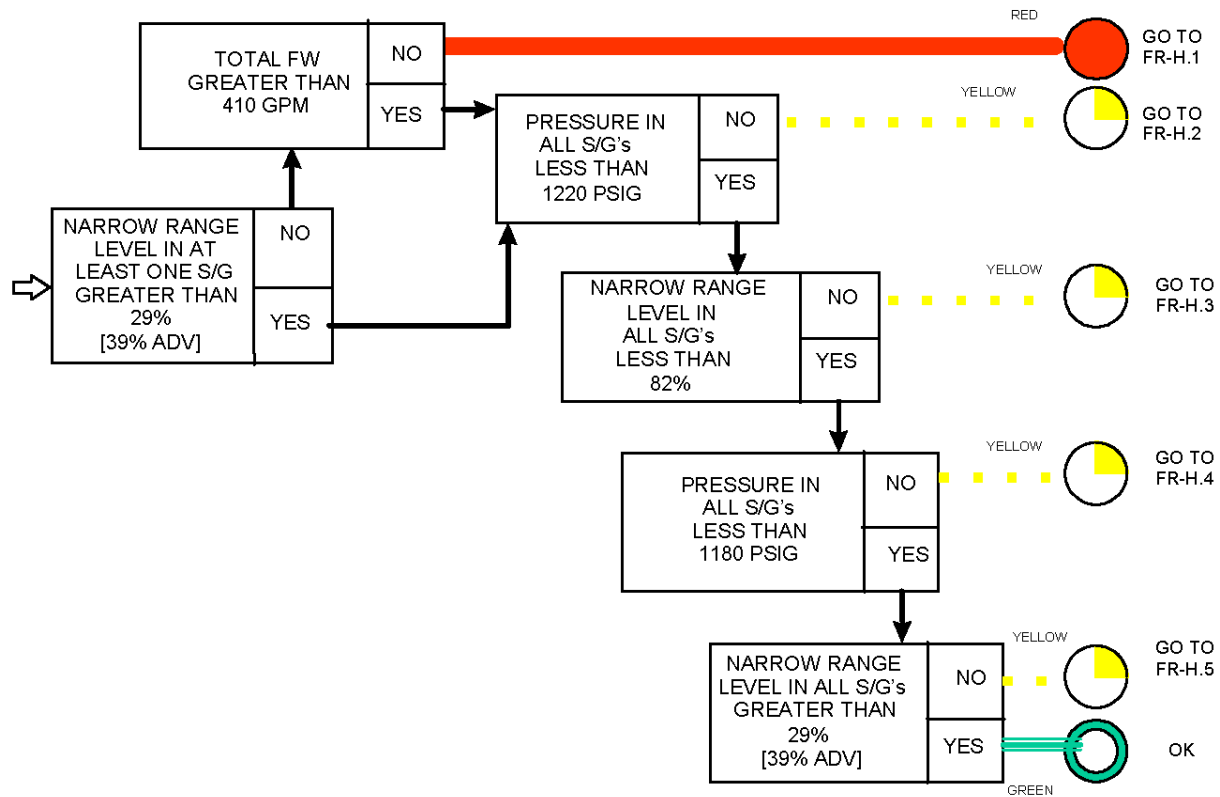 RED
TOTAL FW
GREATER THAN
410 GPM
NO
YES
GO TO
FR-H.1
YELLOW
PRESSURE IN
ALL S/G's
LESS THAN
1220 PSIG
NO
YES
GO TO
FR-H.2
NARROW RANGE
LEVEL IN AT
LEAST ONE S/G
GREATER THAN
29%
[39% ADV]
NO
YES
YELLOW
NARROW RANGE
LEVEL IN
ALL S/G's
LESS THAN
82%
NO
YES
GO TO
FR-H.3
YELLOW
PRESSURE IN
ALL S/G's
LESS THAN
1180 PSIG
NO
YES
GO TO
FR-H.4
YELLOW
NARROW RANGE
LEVEL IN ALL S/G's
GREATER THAN
29%
[39% ADV]
NO
YES
GO TO
FR-H.5
OK
GREEN